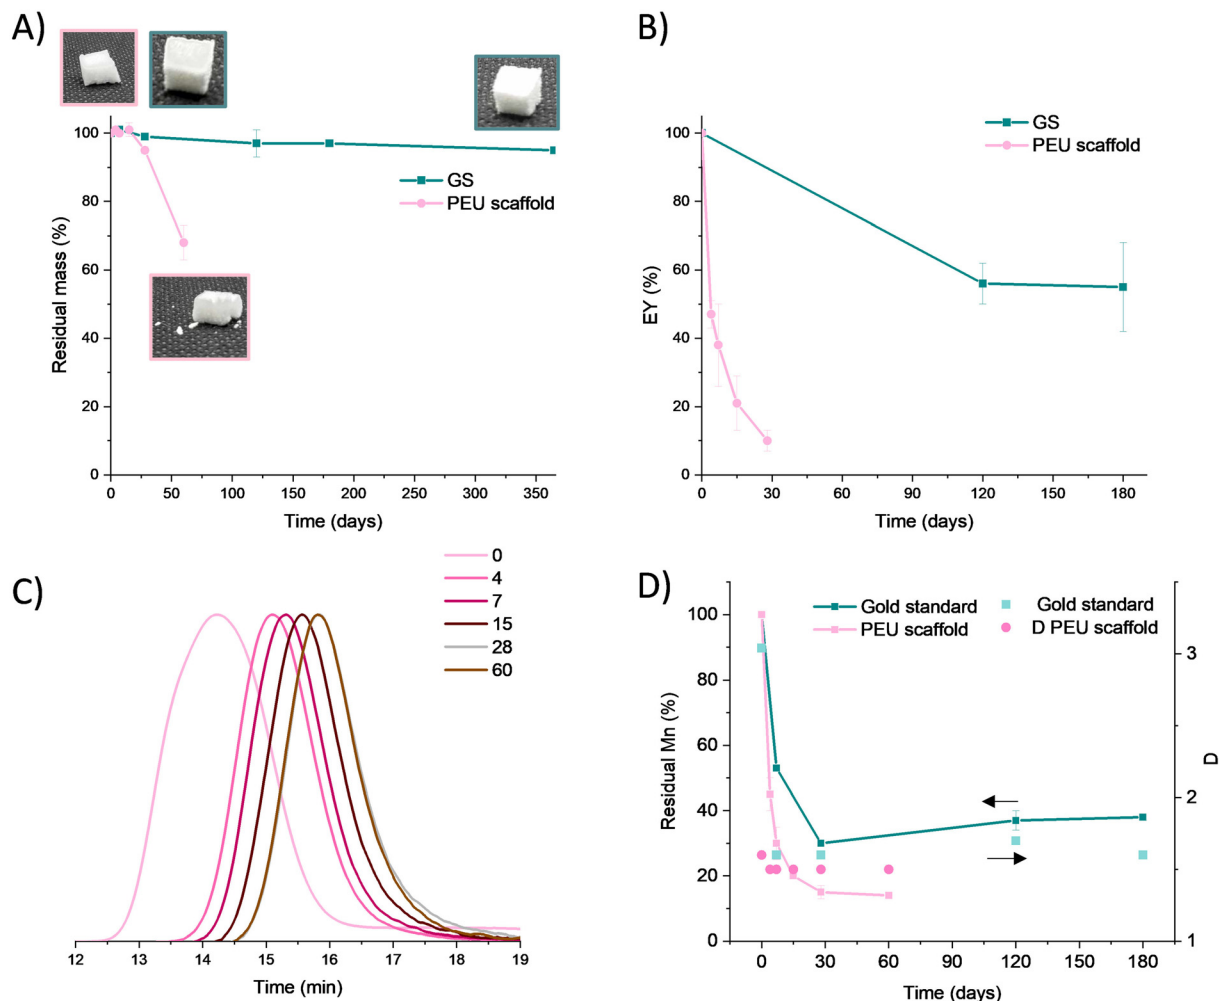 A)
100
80
60
40
20
0
Residual mass (%)
GS
PEU scaffold
0 50 100 150 200 250 300 350
Time (days)
B)
100
80
60
40
20
0
EY (%)
GS
PEU scaffold
0 30 60 90 120 150 180
Time (days)
C)
0
4
7
15
28
60
12 13 14 15 16 17 18 19
Time (min)
D)
100
80
60
40
20
0
Residual Mn (%)
Gold standard
PEU scaffold
Gold standard
D PEU scaffold
3
2
1
D
0 30 60 90 120 150 180
Time (days)